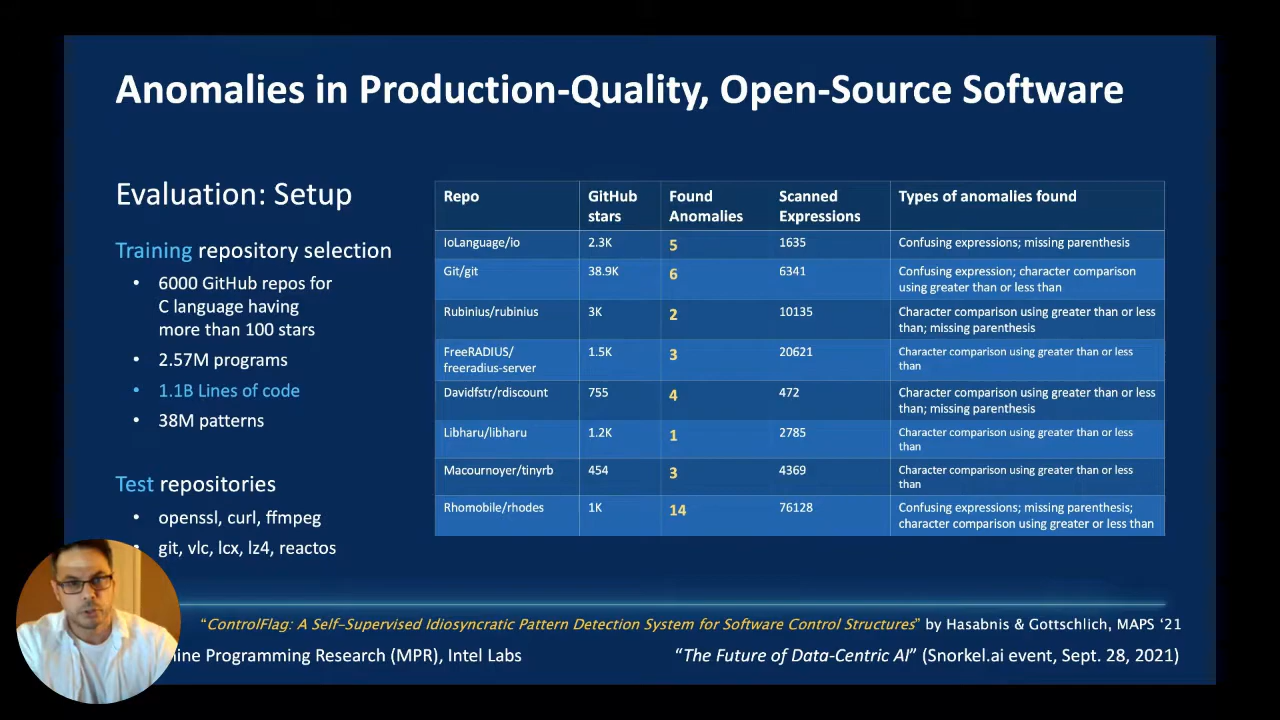 Anomalies in Production-Quality, Open-Source Software
Evaluation: Setup
Training repository selection
• 6000 GitHub repos for
C language having
more than 100 stars
• 2.57M programs
• 1.1B Lines of code
• 38M patterns
Test repositories
• openssl, curl, ffmpeg
• git, vlc, lcx, lz4, reactos
Repo GitHub stars Found Anomalies Scanned Expressions Types of anomalies found
IoLanguage/io 2.3K 5 1635 Confusing expressions; missing parenthesis
Git/git 38.9K 6 6341 Confusing expression; character comparison
using greater than or less than
Rubinius/rubinius 3K 2 10135 Character comparison using greater than or less
than; missing parenthesis
FreeRADIUS/ 1.5K 3 20621 Character comparison using greater than or less
freeradius-server than
Davidfstr/rdiscount 755 4 472 Character comparison using greater than or less
than; missing parenthesis
Libharu/libharu 1.2K 1 2785 Character comparison using greater than or less
than
Macournoyer/tinyrb 454 3 4369 Character comparison using greater than or less
than
Rhomobile/rhodes 1K 14 76128 Confusing expressions; missing parenthesis;
character comparison using greater or less than
“ControlFlag: A Self-Supervised Idiosyncratic Pattern Detection System for Software Control Structures” by Hasabnis & Gottschlich, MAPS ‘21
Programming Research (MPR), Intel Labs
“The Future of Data-Centric AI” (Snorkel.ai event, Sept. 28, 2021)